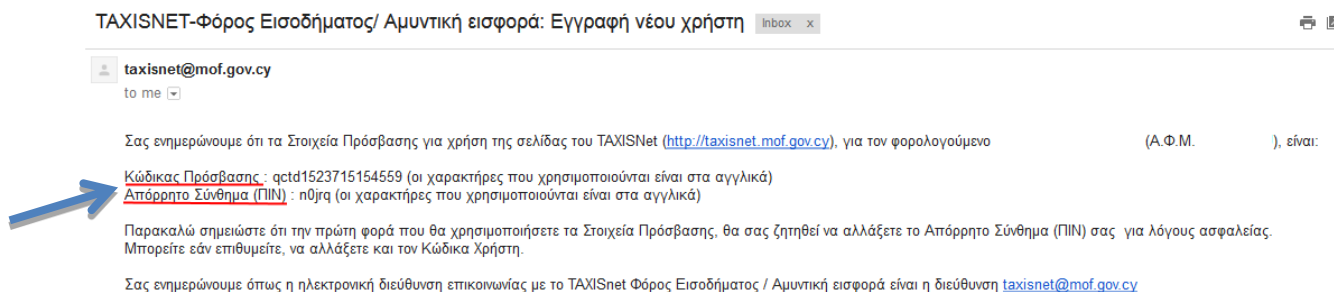 TAXISNET-Φόρος Εισοδήματος/ Αμυντική εισφορά: Εγγραφή νέου χρήστη Inbox x
taxisnet@mof.gov.cy
to me
Σας ενημερώνουμε ότι τα Στοιχεία Πρόσβασης για χρήση της σελίδας του TAXISNet (http://taxisnet.mof.gov.cy), για τον φορολογούμενο (Α.Φ.Μ. ), είναι:
Κώδικας Πρόσβασης : qctd1523715154559 (οι χαρακτήρες που χρησιμοποιούνται είναι στα αγγλικά)
Απόρρητο Σύνθημα (ΠΙΝ) : n0jrq (οι χαρακτήρες που χρησιμοποιούνται είναι στα αγγλικά)
Παρακαλώ σημειώστε ότι την πρώτη φορά που θα χρησιμοποιήσετε τα Στοιχεία Πρόσβασης, θα σας ζητηθεί να αλλάξετε το Απόρρητο Σύνθημα (ΠΙΝ) σας για λόγους ασφαλείας.
Μπορείτε εάν επιθυμείτε, να αλλάξετε και τον Κώδικα Χρήστη.
Σας ενημερώνουμε όπως η ηλεκτρονική διεύθυνση επικοινωνίας με το TAXISnet Φόρος Εισοδήματος / Αμυντική εισφορά είναι η διεύθυνση taxisnet@mof.gov.cy